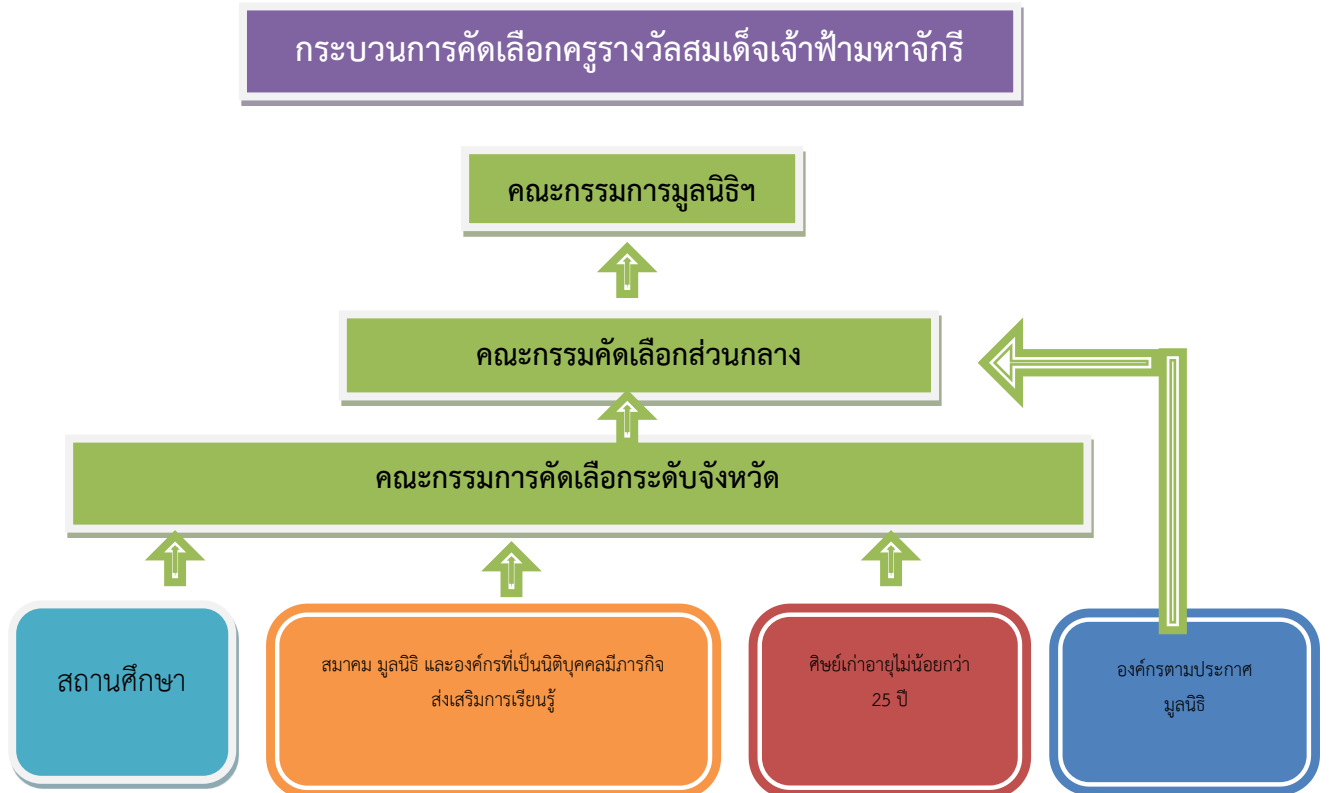 กระบวนการคัดเลือกครูรางวัลสมเด็จเจ้าฟ้ามหาจักรี
คณะกรรมการมูลนิธิฯ
คณะกรรมคัดเลือกส่วนกลาง
คณะกรรมการคัดเลือกระดับจังหวัด
สถานศึกษา
สมาคม มูลนิธิ และองค์กรที่เป็นนิติบุคคลมีภารกิจ
ส่งเสริมการเรียนรู้
ศิษย์เก่าอายุไม่น้อยกว่า
25 ปี
องค์กรตามประกาศ
มูลนิธิ